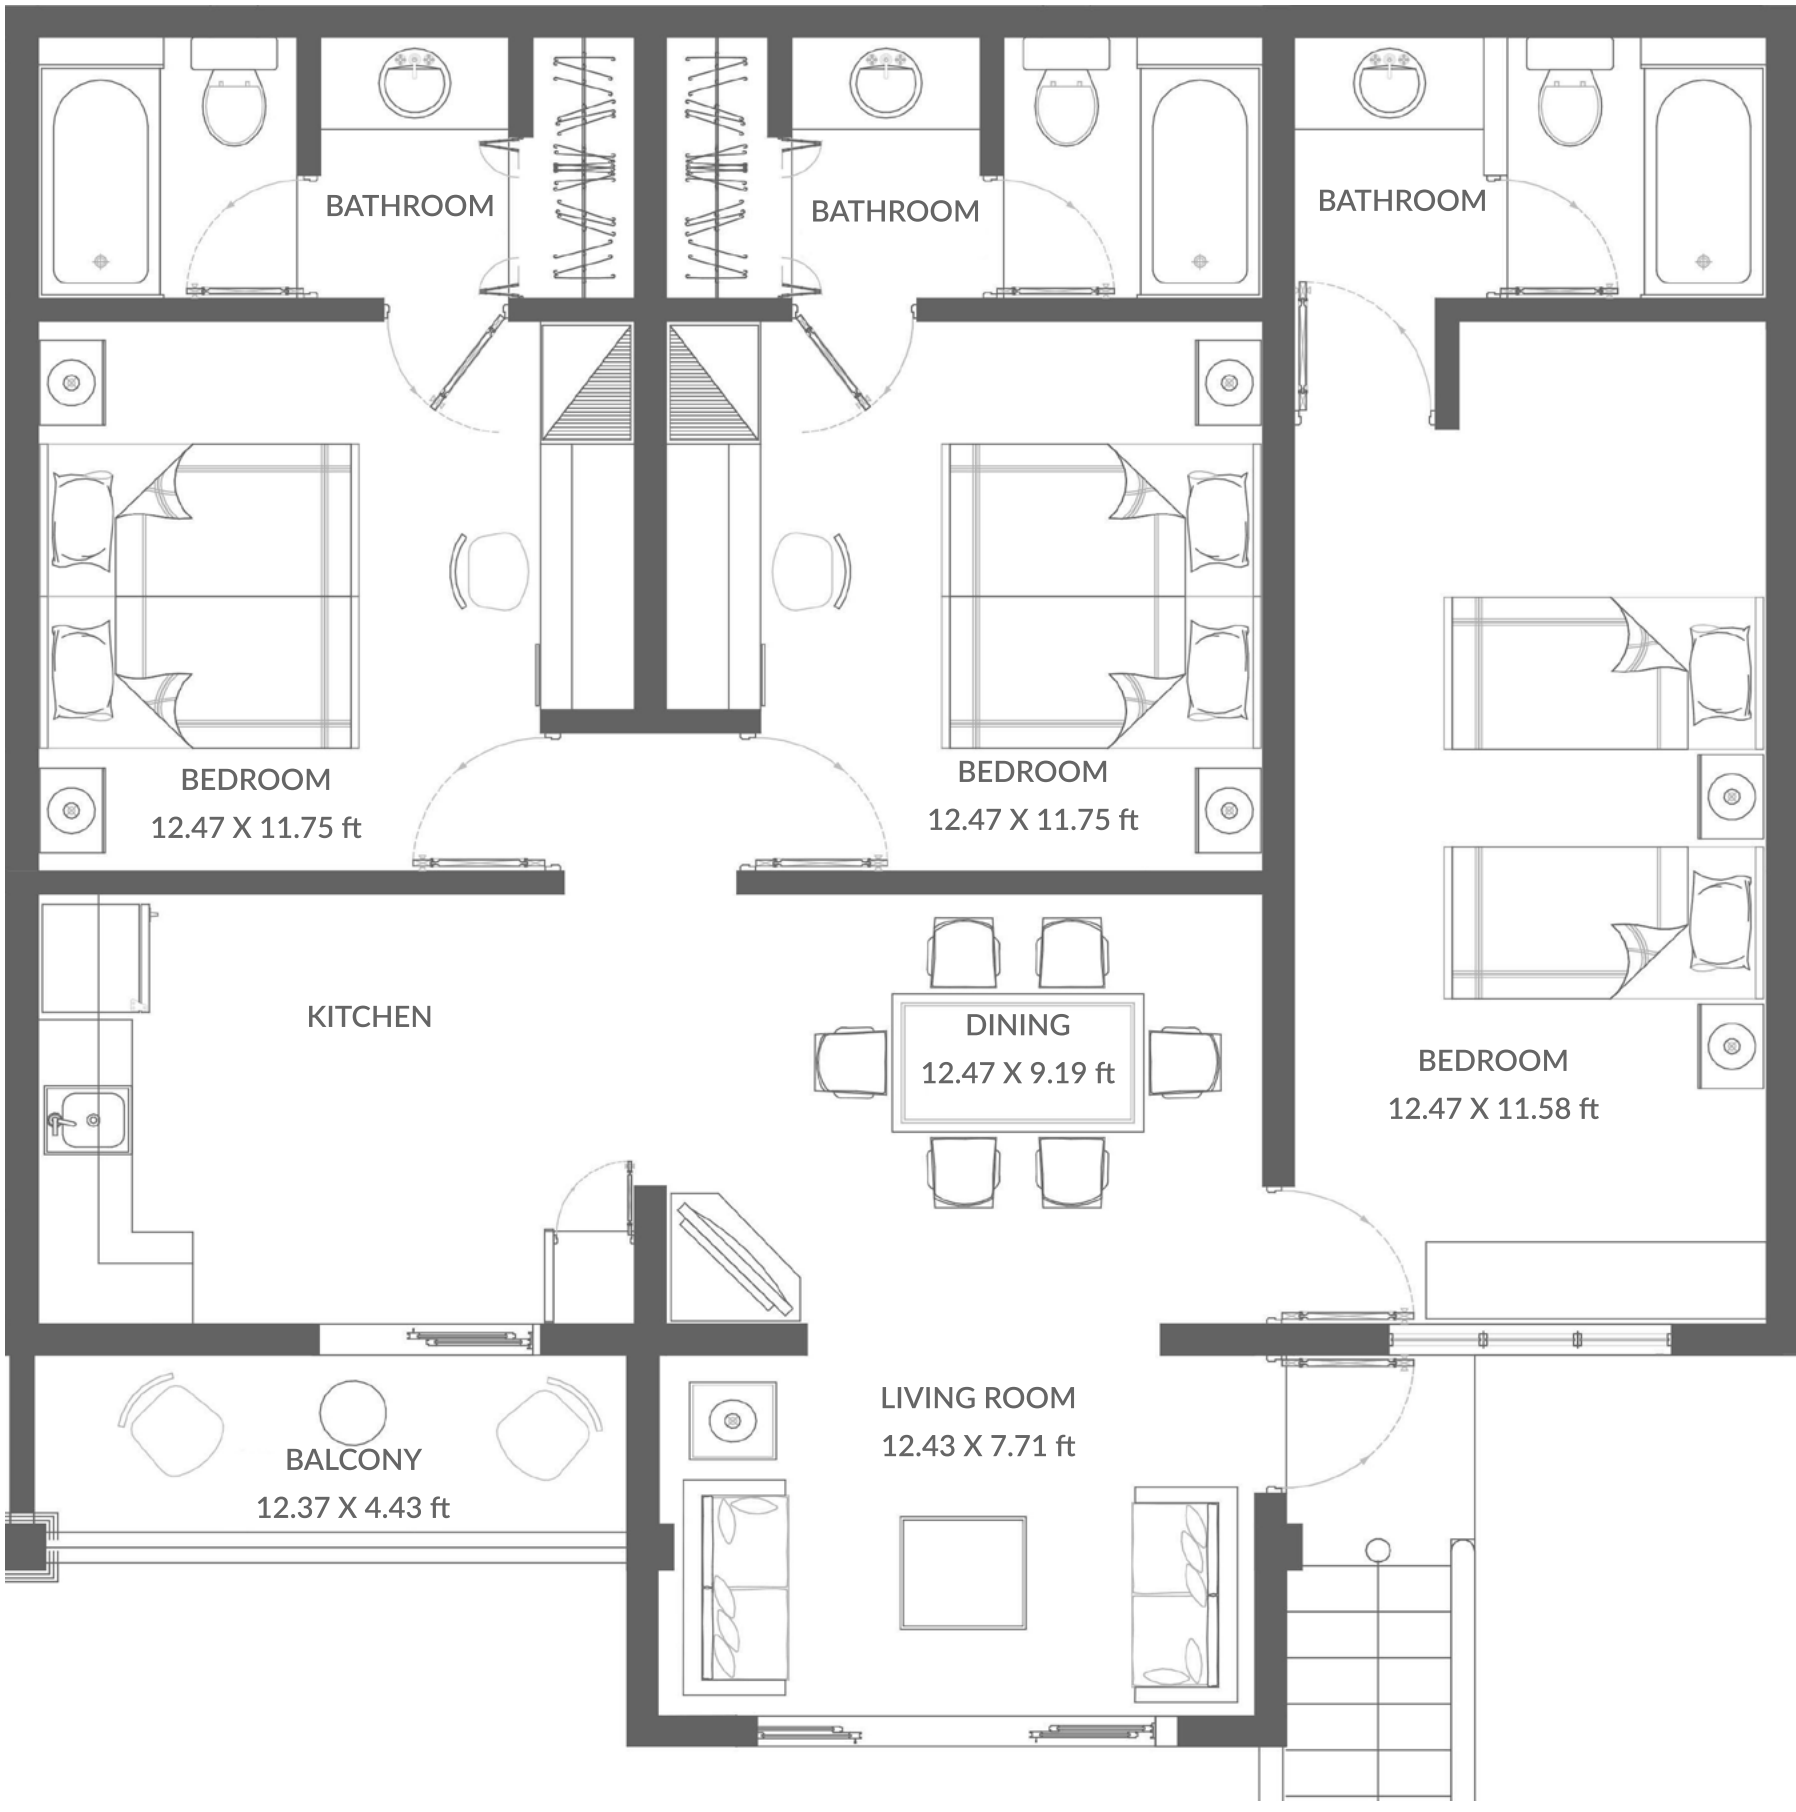 BATHROOM
BATHROOM
BATHROOM
BEDROOM
12.47 X 11.75 ft
BEDROOM
12.47 X 11.75 ft
KITCHEN
DINING
12.47 X 9.19 ft
BEDROOM
12.47 X 11.58 ft
LIVING ROOM
12.43 X 7.71 ft
BALCONY
12.37 X 4.43 ft